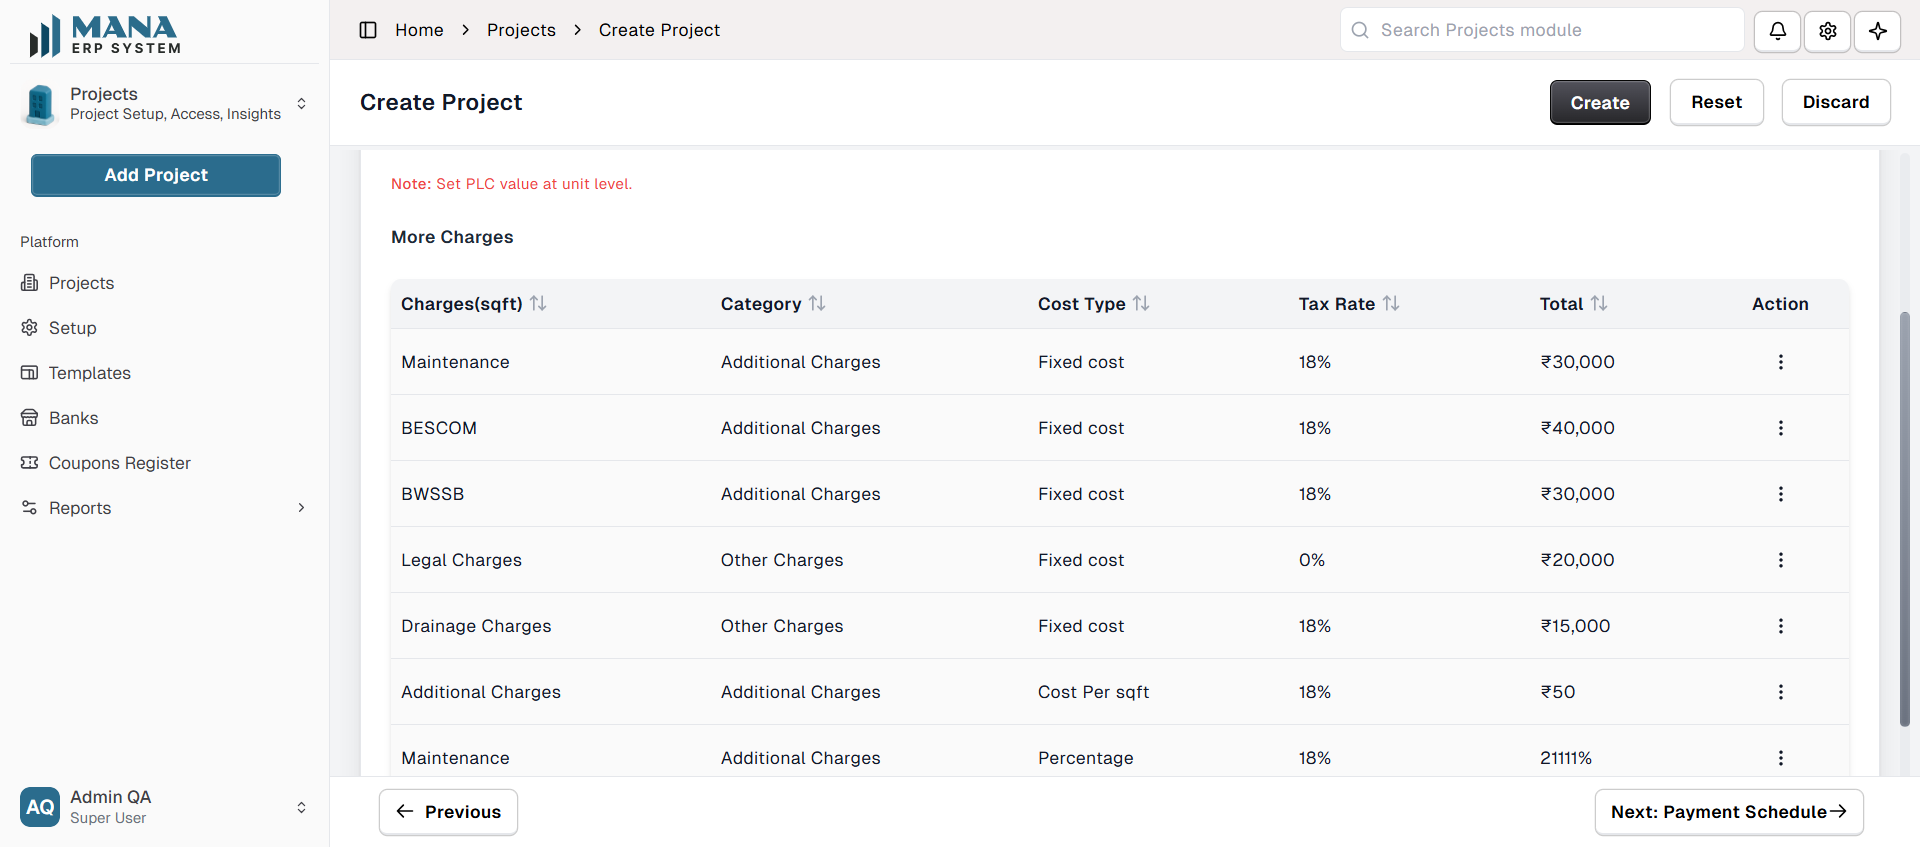 MANA
ERP SYSTEM
Projects
Project Setup, Access, Insights
Add Project
Platform
Projects
Setup
Templates
Banks
Coupons Register
Reports
AQ
Admin QA
Super User
Home Projects Create Project
Search Projects module
Create Project
Create
Reset
Discard
Note: Set PLC value at unit level.
More Charges
Charges(sqft) Category Cost Type Tax Rate Total Action
Maintenance Additional Charges Fixed cost 18% ₹30,000
BESCOM Additional Charges Fixed cost 18% ₹40,000
BWSSB Additional Charges Fixed cost 18% ₹30,000
Legal Charges Other Charges Fixed cost 0% ₹20,000
Drainage Charges Other Charges Fixed cost 18% ₹15,000
Additional Charges Additional Charges Cost Per sqft 18% ₹50
Maintenance Additional Charges Percentage 18% 21111%
Previous
Next: Payment Schedule